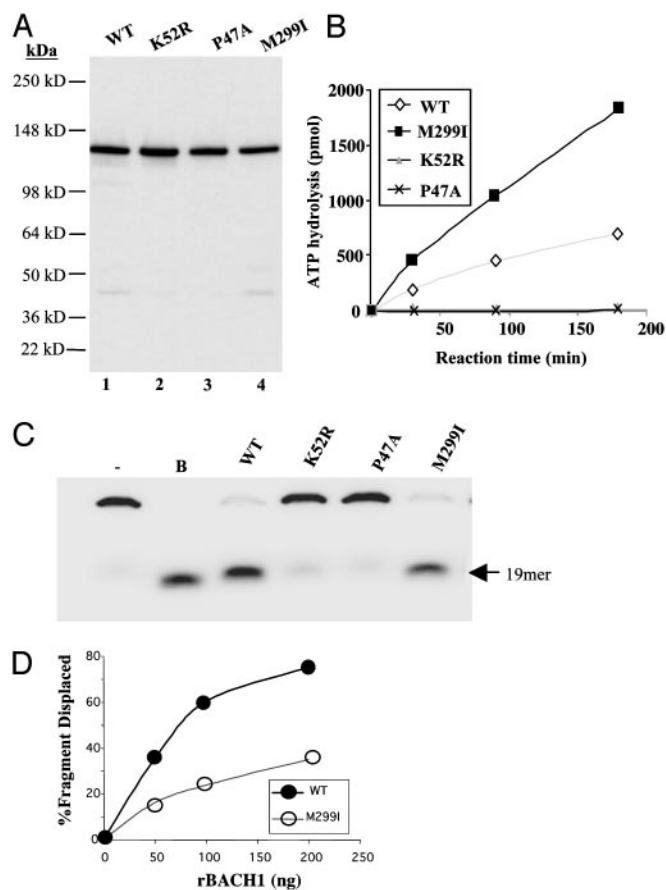 A
WT K52R P47A M299I
kDa
250 kD
148 kD
98 kD
64 kD
50 kD
36 kD
22 kD
1 2 3 4
B
2000
1500
1000
500
0
ATP hydrolysis (pmol)
WT
M299I
K52R
P47A
50 100 150 200
Reaction time (min)
C
- B WT K52R P47A M299I
19mer
D
80
60
40
20
0
%Fragment Displaced
WT
M299I
0 50 100 150 200 250
rBACH1 (ng)